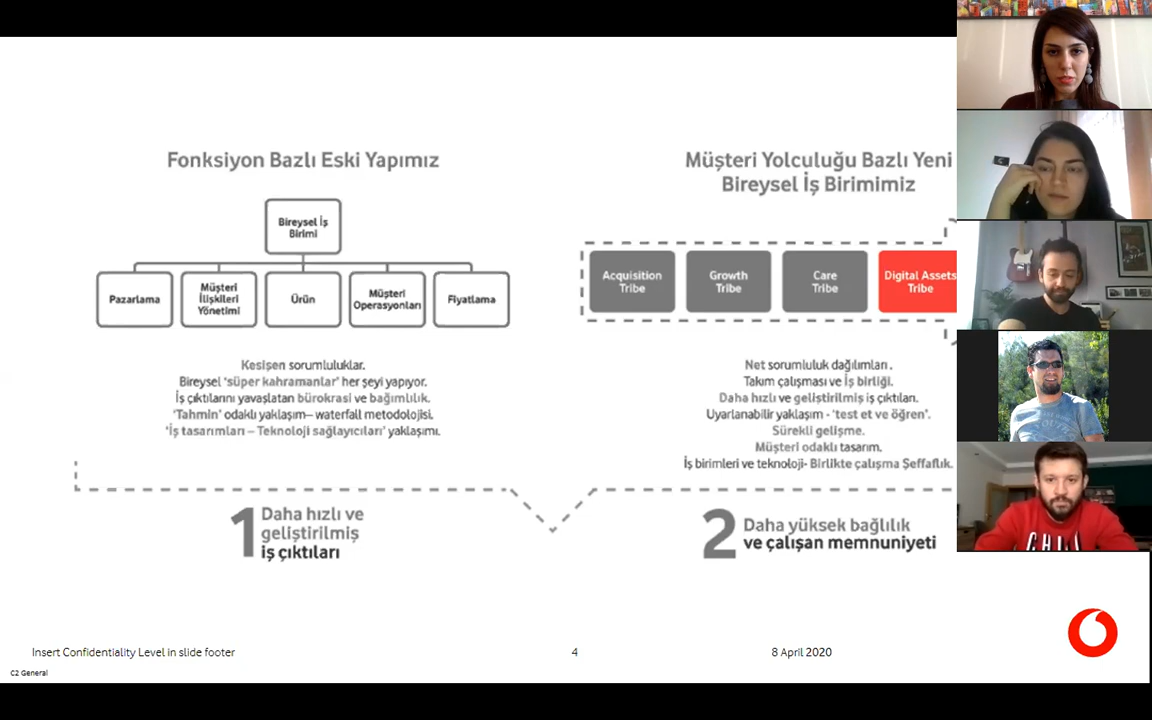 Fonksiyon Bazlı Eski Yapımız
Bireysel İş
Birimi
Pazarlama
Müşteri
İlişkileri
Yönetimi
Ürün
Müşteri
Operasyonları
Fiyatlama
Kesişen sorumluluklar.
Bireysel ‘süper kahramanlar’ her şeyi yapıyor.
İş çıktılarını yavaşlatan bürokrasi ve bağımlılık.
‘Tahmin’ odaklı yaklaşım– waterfall metodolojisi.
‘İş tasarımları – Teknoloji sağlayıcıları’ yaklaşımı.
Müşteri Yolculuğu Bazlı Yeni
Bireysel İş Birimimiz
Acquisition
Tribe
Growth
Tribe
Care
Tribe
Digital Assets
Tribe
Net sorumluluk dağılımları .
Takım çalışması ve İş birliği.
Daha hızlı ve geliştirilmiş iş çıktıları.
Uyarlanabilir yaklaşım - ‘test et ve öğren’.
Sürekli gelişme.
Müşteri odaklı tasarım.
İş birimleri ve teknoloji- Birlikte çalışma Şeffaflık.
1 Daha hızlı ve
geliştirilmiş
iş çıktıları
2 Daha yüksek bağlılık
ve çalışan memnuniyeti
Insert Confidentiality Level in slide footer
4
8 April 2020
C2 General